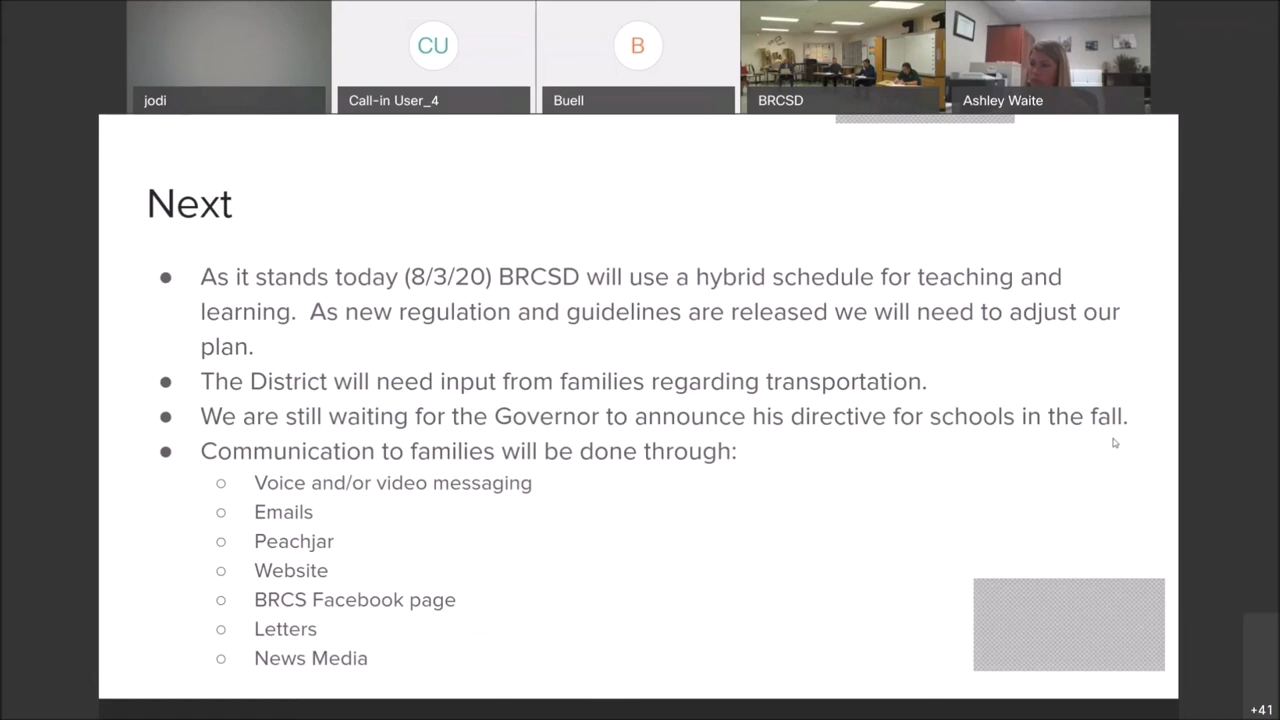 CU
B
jodi
Call-in User_4
Buell
BRCSD
Ashley Waite
Next
● As it stands today (8/3/20) BRCSD will use a hybrid schedule for teaching and
learning.  As new regulation and guidelines are released we will need to adjust our
plan.
● The District will need input from families regarding transportation.
● We are still waiting for the Governor to announce his directive for schools in the fall.
● Communication to families will be done through:
○ Voice and/or video messaging
○ Emails
○ Peachjar
○ Website
○ BRCS Facebook page
○ Letters
○ News Media
+41